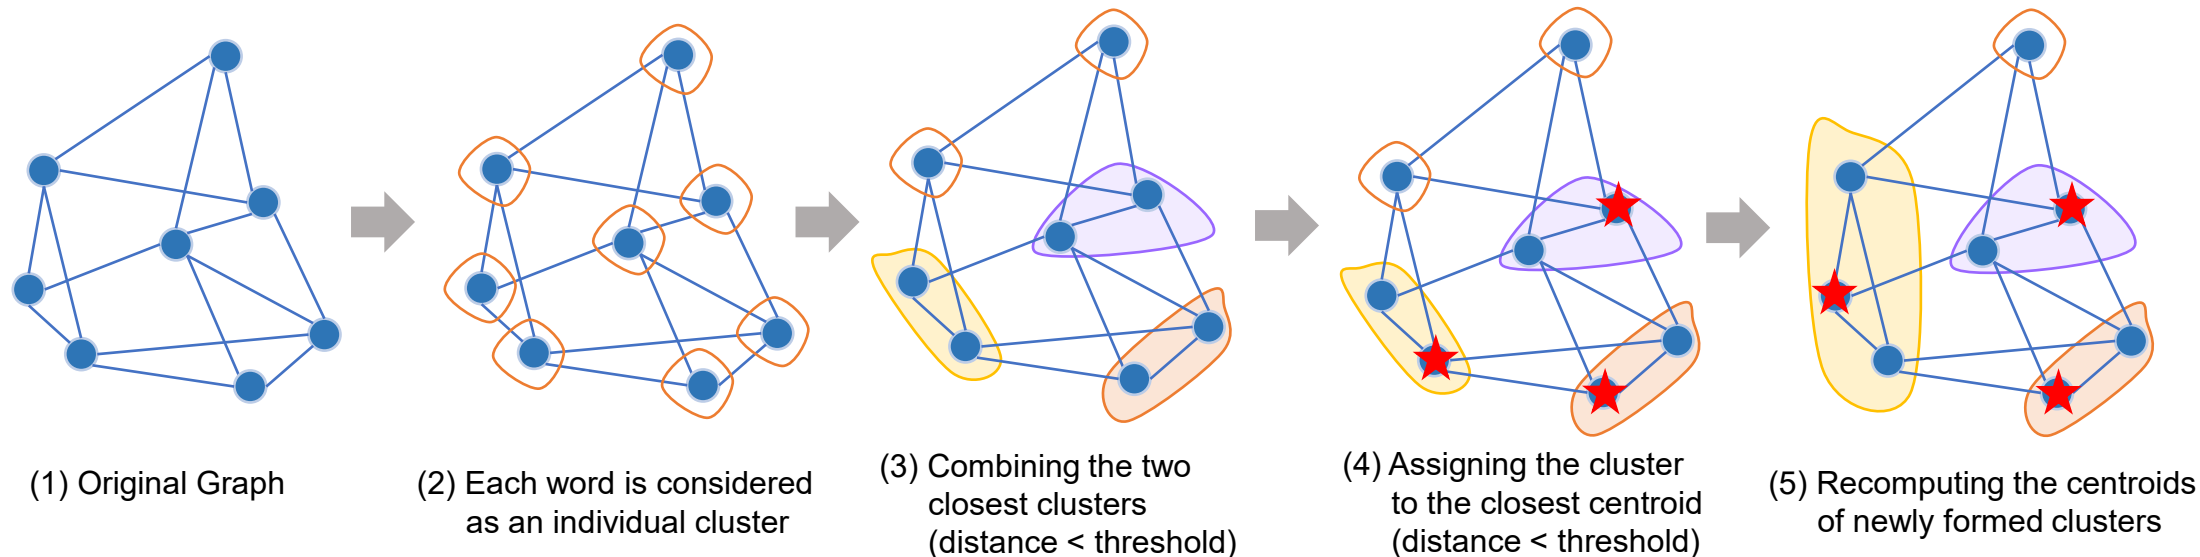 (1) Original Graph
(2) Each word is considered
as an individual cluster
(3) Combining the two
closest clusters
(distance < threshold)
(4) Assigning the cluster
to the closest centroid
(distance < threshold)
(5) Recomputing the centroids
of newly formed clusters